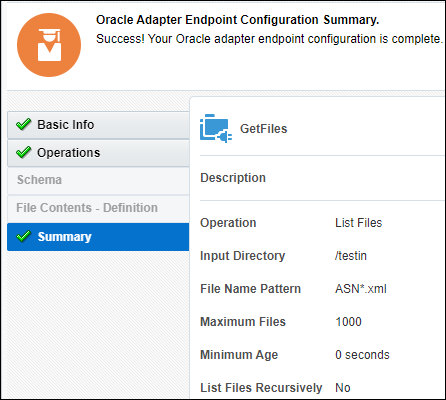 Oracle Adapter Endpoint Configuration Summary.
Success! Your Oracle adapter endpoint configuration is complete.
Basic Info
Operations
Schema
File Contents - Definition
Summary
GetFiles
Description
Operation List Files
Input Directory /testin
File Name Pattern ASN*.xml
Maximum Files 1000
Minimum Age 0 seconds
List Files Recursively No